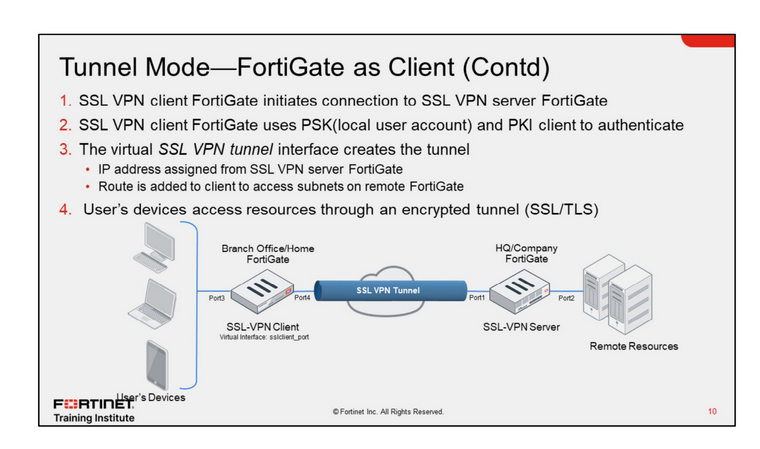 Tunnel Mode—FortiGate as Client (Contd)
1. SSL VPN client FortiGate initiates connection to SSL VPN server FortiGate
2. SSL VPN client FortiGate uses PSK(local user account) and PKI client to authenticate
3. The virtual SSL VPN tunnel interface creates the tunnel
• IP address assigned from SSL VPN server FortiGate
• Route is added to client to access subnets on remote FortiGate
4. User's devices access resources through an encrypted tunnel (SSL/TLS)
Branch Office/Home
FortiGate
HQ/Company
FortiGate
Port3
Port4
SSL VPN Tunnel
Port1
Port2
SSL-VPN Client
Virtual Interface: sslclient_port
SSL-VPN Server
Remote Resources
User's Devices
FORTINET
Training Institute
© Fortinet Inc. All Rights Reserved.
10